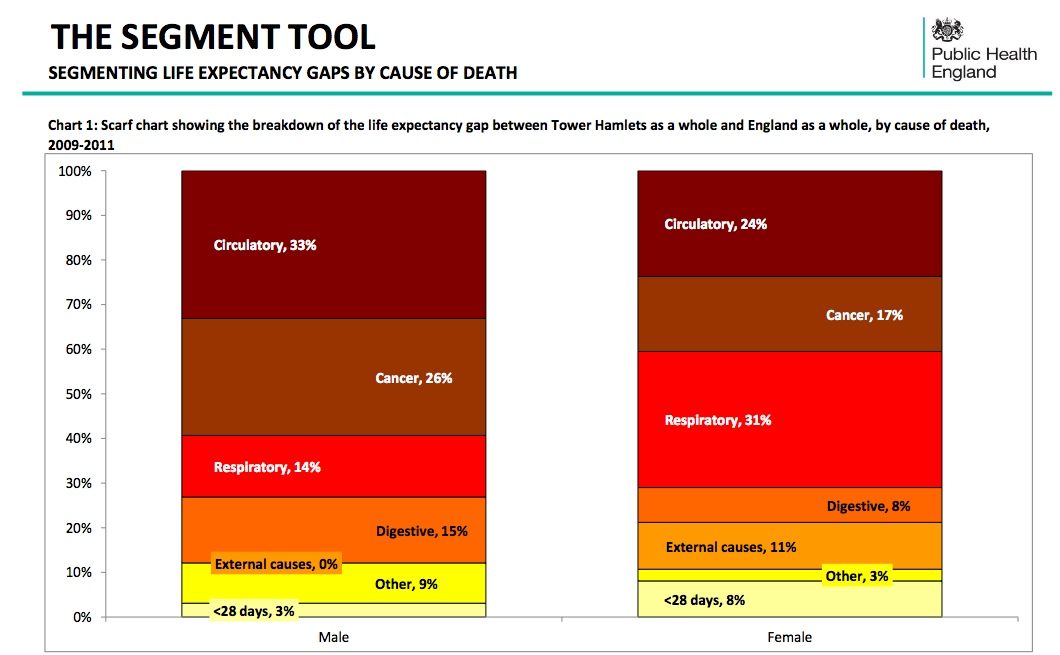 THE SEGMENT TOOL
SEGMENTING LIFE EXPECTANCY GAPS BY CAUSE OF DEATH
Public Health
England
Chart 1: Scarf chart showing the breakdown of the life expectancy gap between Tower Hamlets as a whole and England as a whole, by cause of death,
2009-2011
100%
90%
80%
70%
60%
50%
40%
30%
20%
10%
0%
Circulatory, 33%
Cancer, 26%
Respiratory, 14%
Digestive, 15%
External causes, 0%
Other, 9%
<28 days, 3%
Circulatory, 24%
Cancer, 17%
Respiratory, 31%
Digestive, 8%
External causes, 11%
Other, 3%
<28 days, 8%
Male
Female